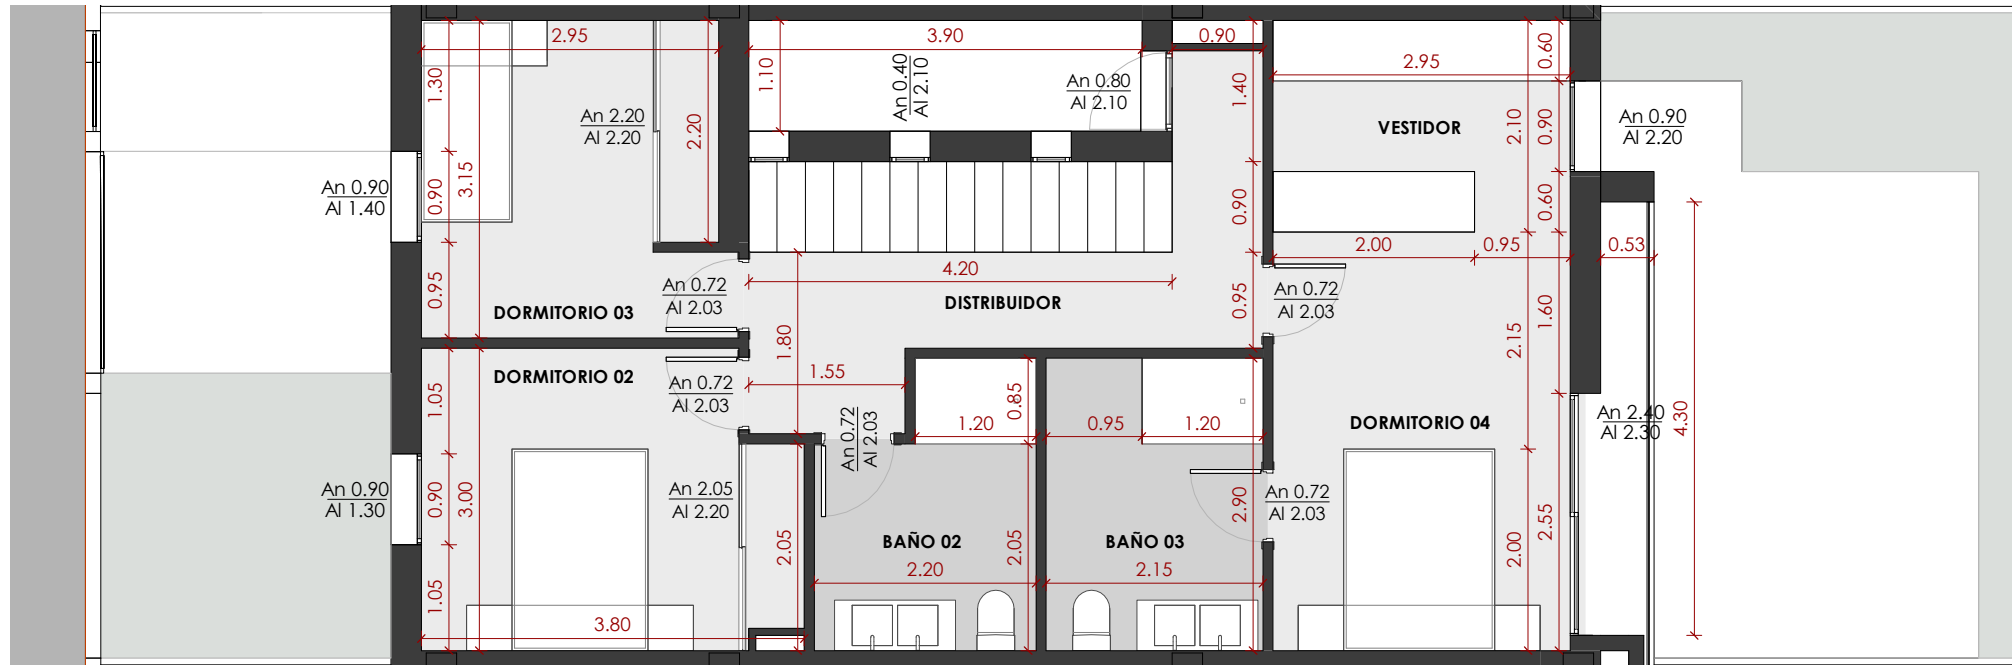 2.95
1.30
3.15
0.90
0.95
An 2.20
Al 2.20
2.20
An 0.90
Al 1.40
DORMITORIO 03
An 0.72
Al 2.03
3.90
1.10
An 0.40
Al 2.10
An 0.80
Al 2.10
0.90
1.40
0.90
0.95
4.20
DISTRIBUIDOR
1.80
1.55
2.95
VESTIDOR
2.10
0.60
0.90
0.60
An 0.90
Al 2.20
2.00
0.95
0.53
An 0.72
Al 2.03
1.60
2.15
DORMITORIO 02
An 0.72
Al 2.03
1.05
0.90
3.00
1.05
An 0.90
Al 1.30
An 2.05
Al 2.20
2.05
3.80
An 0.72
Al 2.03
1.20
0.85
BAÑO 02
2.20
2.05
0.95
1.20
BAÑO 03
2.15
2.90
An 0.72
Al 2.03
DORMITORIO 04
An 2.40
Al 2.30
4.30
2.00
2.55